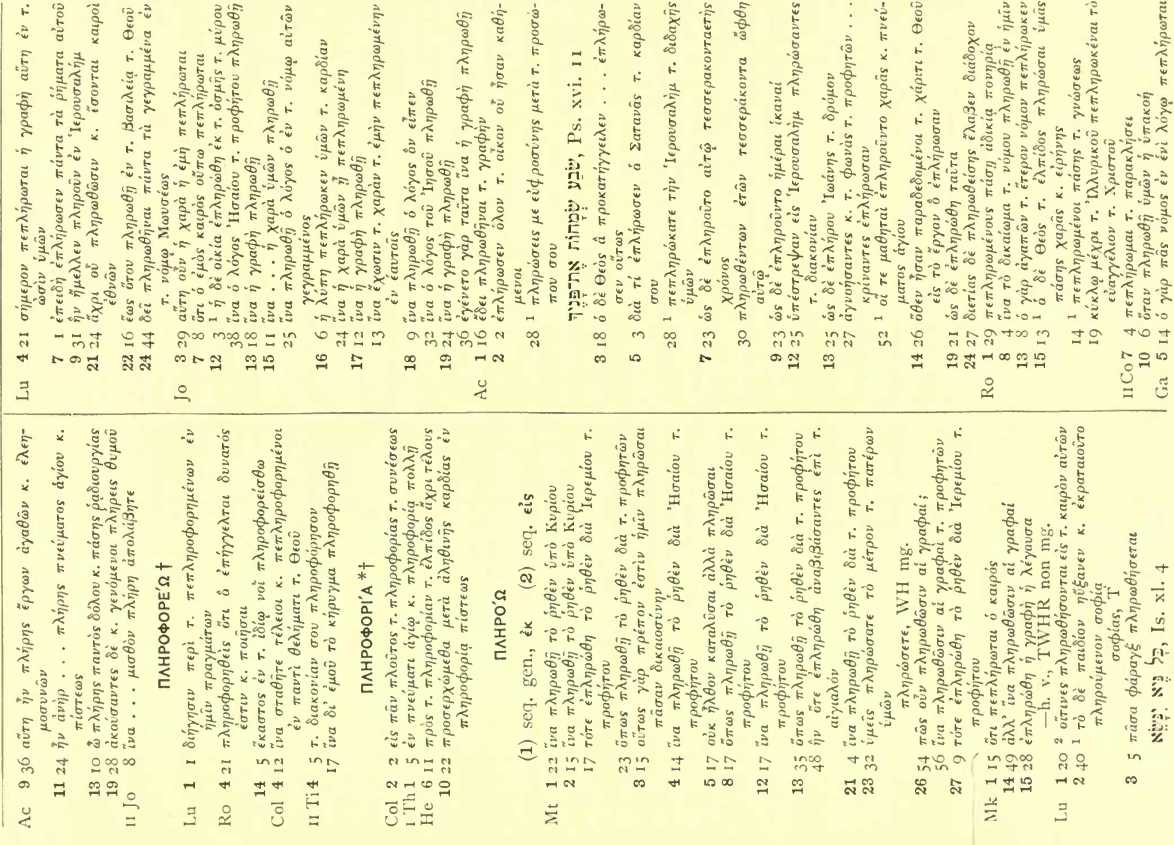 Ac 9 36 αὕτη ἦν πλήρης ἔργων ἀγαθῶν κ. ἐλεη-
μοσυνῶν
11 24 ἦν ἀνὴρ . . . πλήρης πνεύματος ἁγίου κ.
πίστεως
13 10 ὦ πλήρης παντὸς δόλου κ. πάσης ῥᾳδιουργίας
19 28 ἀκούσαντες δὲ κ. γενόμενοι πλήρεις θυμοῦ
II Jo 8 ἵνα . . . μισθὸν πλήρη ἀπολάβητε
ΠΛΗΡΟΦΟΡΕ΄Ω †
Lu 1 1 διήγησιν περὶ τ. πεπληροφορημένων ἐν
ἡμῖν πραγμάτων
Ro 4 21 πληροφορηθεὶς ὅτι ὃ ἐπήγγελται δυνατός
ἐστιν κ. ποιῆσαι
14 5 ἕκαστος ἐν τ. ἰδίῳ νοῒ πληροφορείσθω
Col 4 12 ἵνα σταθῆτε τέλειοι κ. πεπληροφορημένοι
ἐν παντὶ θελήματι τ. Θεοῦ
II Ti 4 5 τ. διακονίαν σου πληροφόρησον
17 ἵνα δι' ἐμοῦ τὸ κήρυγμα πληροφορηθῇ
ΠΛΗΡΟΦΟΡΙ΄Α * †
Col 2 2 εἰς πᾶν πλοῦτος τ. πληροφορίας τ. συνέσεως
I Th 1 5 ἐν πνεύματι ἁγίῳ κ. πληροφορίᾳ πολλῇ
He 6 11 πρὸς τ. πληροφορίαν τ. ἐλπίδος ἄχρι τέλους
10 22 προσερχώμεθα μετὰ ἀληθινῆς καρδίας ἐν
πληροφορίᾳ πίστεως
ΠΛΗΡΟ΄Ω
(1) seq. gen., ἐκ (2) seq. εἰς
Mt 1 22 ἵνα πληρωθῇ τὸ ῥηθὲν ὑπὸ Κυρίου
2 15 ἵνα πληρωθῇ τὸ ῥηθὲν ὑπὸ Κυρίου
17 τότε ἐπληρώθη τὸ ῥηθὲν διὰ Ἰερεμίου τ.
προφήτου
23 ὅπως πληρωθῇ τὸ ῥηθὲν διὰ τ. προφητῶν
3 15 οὕτως γὰρ πρέπον ἐστὶν ἡμῖν πληρῶσαι
πᾶσαν δικαιοσύνην
4 14 ἵνα πληρωθῇ τὸ ῥηθὲν διὰ Ἡσαίου τ.
προφήτου
5 17 οὐκ ἦλθον καταλῦσαι ἀλλὰ πληρῶσαι
8 17 ὅπως πληρωθῇ τὸ ῥηθὲν διὰ Ἡσαίου τ.
προφήτου
12 17 ἵνα πληρωθῇ τὸ ῥηθὲν διὰ Ἡσαίου τ.
προφήτου
13 35 ὅπως πληρωθῇ τὸ ῥηθὲν διὰ τ. προφήτου
48 ἣν ὅτε ἐπληρώθη ἀναβιβάσαντες ἐπὶ τ.
αἰγιαλόν
21 4 ἵνα πληρωθῇ τὸ ῥηθὲν διὰ τ. προφήτου
23 32 ὑμεῖς πληρώσατε τὸ μέτρον τ. πατέρων
ὑμῶν
πληρώσετε, WH mg.
26 54 πῶς οὖν πληρωθῶσιν αἱ γραφαί ;
56 ἵνα πληρωθῶσιν αἱ γραφαὶ τ. προφητῶν
27 9 τότε ἐπληρώθη τὸ ῥηθὲν διὰ Ἰερεμίου τ.
προφήτου
Mk 1 15 ὅτι πεπλήρωται ὁ καιρός
14 49 ἀλλ' ἵνα πληρωθῶσιν αἱ γραφαί
15 28 ἐπληρώθη ἡ γραφὴ ἡ λέγουσα
—h. v., TWHR non mg.
Lu 1 20 ² οἵτινες πληρωθήσονται εἰς τ. καιρὸν αὐτῶν
2 40 ¹ τὸ δὲ παιδίον ηὔξανεν κ. ἐκραταιοῦτο
πληρούμενον σοφίᾳ
σοφίας, T
3 5 πᾶσα φάραγξ πληρωθήσεται
כָּל־גֶּיא יִנָּשֵׂא, Is. xl. 4
Lu 4 21 σήμερον πεπλήρωται ἡ γραφὴ αὕτη ἐν τ.
ὠσὶν ὑμῶν
7 1 ἐπειδὴ ἐπλήρωσεν πάντα τὰ ῥήματα αὐτοῦ
9 31 ἣν ἤμελλεν πληροῦν ἐν Ἰερουσαλήμ
21 24 ἄχρι οὗ πληρωθῶσιν κ. ἔσονται καιροὶ
ἐθνῶν
22 16 ἕως ὅτου πληρωθῇ ἐν τ. βασιλείᾳ τ. Θεοῦ
24 44 δεῖ πληρωθῆναι πάντα τὰ γεγραμμένα ἐν
τ. νόμῳ Μωυσέως
Jo 3 29 αὕτη οὖν ἡ χαρὰ ἡ ἐμὴ πεπλήρωται
7 8 ὅτι ὁ ἐμὸς καιρὸς οὔπω πεπλήρωται
12 3 ¹ ἡ δὲ οἰκία ἐπληρώθη ἐκ τ. ὀσμῆς τ. μύρου
38 ἵνα ὁ λόγος Ἡσαίου τ. προφήτου πληρωθῇ
13 18 ἵνα ἡ γραφὴ πληρωθῇ
15 11 ἵνα . . . ἡ χαρὰ ὑμῶν πληρωθῇ
25 ἵνα πληρωθῇ ὁ λόγος ὁ ἐν τ. νόμῳ αὐτῶν
γεγραμμένος
16 6 ἡ λύπη πεπλήρωκεν ὑμῶν τ. καρδίαν
24 ἵνα ἡ χαρὰ ὑμῶν ᾖ πεπληρωμένη
17 12 ἵνα ἡ γραφὴ πληρωθῇ
13 ἵνα ἔχωσιν τ. χαρὰν τ. ἐμὴν πεπληρωμένην
ἐν ἑαυτοῖς
18 9 ἵνα πληρωθῇ ὁ λόγος ὃν εἶπεν
32 ἵνα ὁ λόγος τοῦ Ἰησοῦ πληρωθῇ
19 24 ἵνα ἡ γραφὴ πληρωθῇ
36 ἐγένετο γὰρ ταῦτα ἵνα ἡ γραφὴ πληρωθῇ
Ac 1 16 ἔδει πληρωθῆναι τ. γραφὴν
2 2 ἐπλήρωσεν ὅλον τ. οἶκον οὗ ἦσαν καθή-
μενοι
28 ¹ πληρώσεις με εὐφροσύνης μετὰ τ. προσώ-
που σου
שֹׂבַע שְׂמָחוֹת אֶת־פָּנֶיךָ, Ps. xvi. 11
3 18 ὁ δὲ Θεὸς ἃ προκατήγγειλεν . . . ἐπλήρω-
σεν οὕτως
5 3 διὰ τί ἐπλήρωσεν ὁ Σατανᾶς τ. καρδίαν
σου
28 ¹ πεπληρώκατε τὴν Ἰερουσαλὴμ τ. διδαχῆς
ὑμῶν
7 23 ὡς δὲ ἐπληροῦτο αὐτῷ τεσσερακονταετὴς
χρόνος
30 πληρωθέντων ἐτῶν τεσσεράκοντα ὤφθη
αὐτῷ
9 23 ὡς δὲ ἐπληροῦντο ἡμέραι ἱκαναί
12 25 ὑπέστρεψαν εἰς Ἰερουσαλὴμ πληρώσαντες
τ. διακονίαν
13 25 ὡς δὲ ἐπλήρου Ἰωάνης τ. δρόμον
27 ἀγνοήσαντες κ. τ. φωνὰς τ. προφητῶν . . .
κρίναντες ἐπλήρωσαν
52 ¹ οἵ τε μαθηταὶ ἐπληροῦντο χαρᾶς κ. πνεύ-
ματος ἁγίου
14 26 ὅθεν ἦσαν παραδεδομένοι τ. χάριτι τ. Θεοῦ
εἰς τὸ ἔργον ὃ ἐπλήρωσαν
19 21 ὡς δὲ ἐπληρώθη ταῦτα
24 27 διετίας δὲ πληρωθείσης ἔλαβεν διάδοχον
Ro 1 29 πεπληρωμένους πάσῃ ἀδικίᾳ πονηρίᾳ
8 4 ἵνα τὸ δικαίωμα τ. νόμου πληρωθῇ ἐν ἡμῖν
13 8 ὁ γὰρ ἀγαπῶν τ. ἕτερον νόμον πεπλήρωκεν
15 13 ¹ ὁ δὲ Θεὸς τ. ἐλπίδος πληρῶσαι ὑμᾶς
πάσης χαρᾶς κ. εἰρήνης
14 ¹ πεπληρωμένοι πάσης τ. γνώσεως
19 κύκλῳ μέχρι τ. Ἰλλυρικοῦ πεπληρωκέναι τὸ
εὐαγγέλιον τ. Χριστοῦ
II Co 7 4 πεπλήρωμαι τ. παρακλήσει
10 6 ὅταν πληρωθῇ ὑμῶν ἡ ὑπακοή
Ga 5 14 ὁ γὰρ πᾶς νόμος ἐν ἑνὶ λόγῳ πεπλήρωται